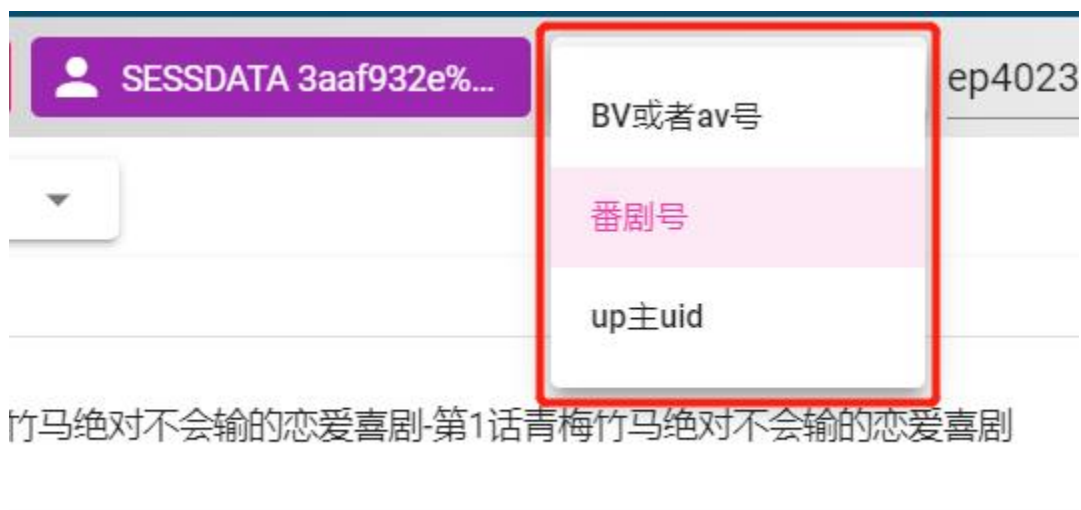 SESSDATA 3aaf932e%...
ep4023
BV或者av号
番剧号
up主uid
竹马绝对不会输的恋爱喜剧-第1话青梅竹马绝对不会输的恋爱喜剧